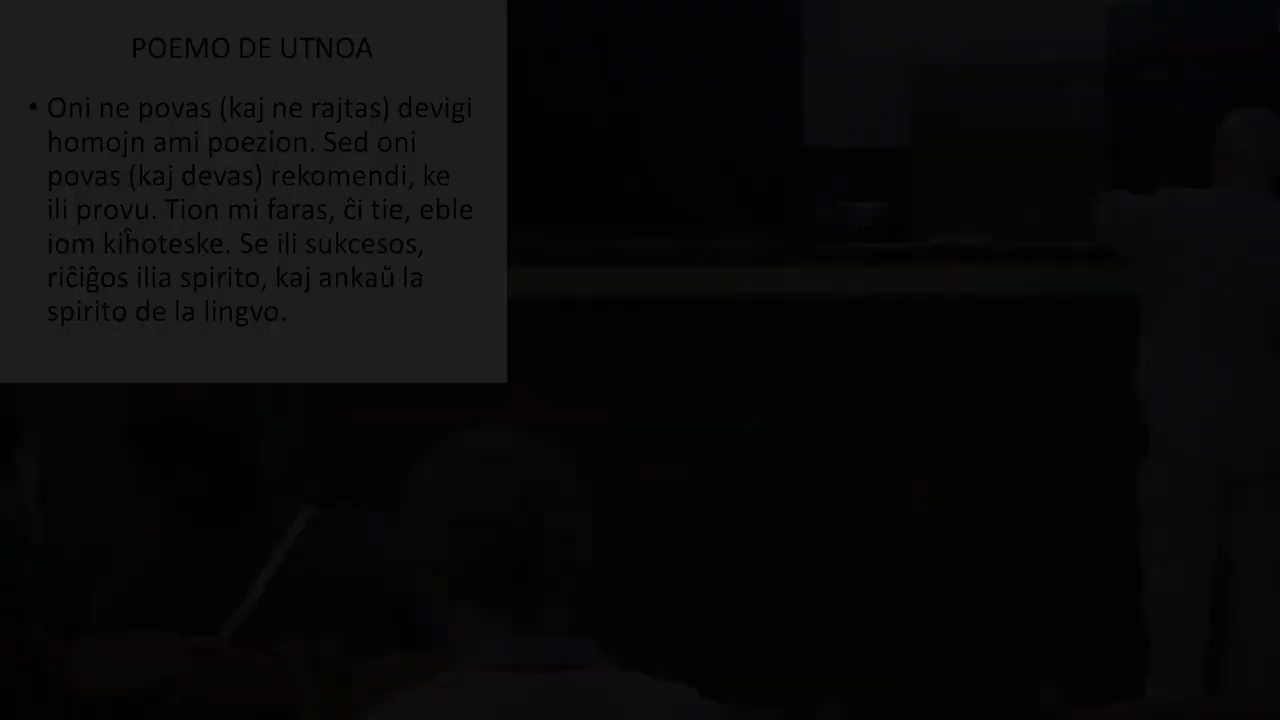 POEMO DE UTNOA
• Oni ne povas (kaj ne rajtas) devigi
homojn ami poezion. Sed oni
povas (kaj devas) rekomendi, ke
ili provu. Tion mi faras, ĉi tie, eble
iom kiĥoteske. Se ili sukcesos,
riĉiĝos ilia spirito, kaj ankaŭ la
spirito de la lingvo.